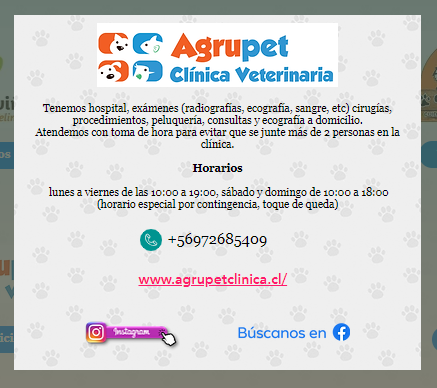 Agrupet
Clínica Veterinaria
Tenemos hospital, exámenes (radiografías, ecografía, sangre, etc) cirugías,
procedimientos, peluquería, consultas y ecografía a domicilio.
Atendemos con toma de hora para evitar que se junte más de 2 personas en la
clínica.
Horarios
lunes a viernes de las 10:00 a 19:00, sábado y domingo de 10:00 a 18:00
(horario especial por contingencia, toque de queda)
+56972685409
www.agrupetclinica.cl/
Instagram
Búscanos en